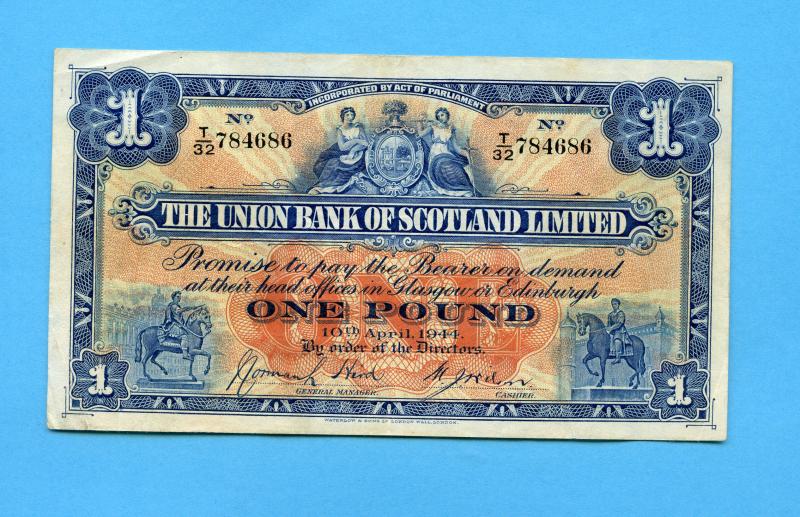 INCORPORATED BY ACT OF PARLIAMENT
1 1
Nº Nº
T/32 784686 T/32 784686
THE UNION BANK OF SCOTLAND LIMITED
Promise to pay the Bearer on demand
at their head offices in Glasgow or Edinburgh
ONE POUND
10th April, 1944.
By order of the Directors.
GENERAL MANAGER. CASHIER.
1 1
WATERLOW & SONS LD LONDON WALL, LONDON.